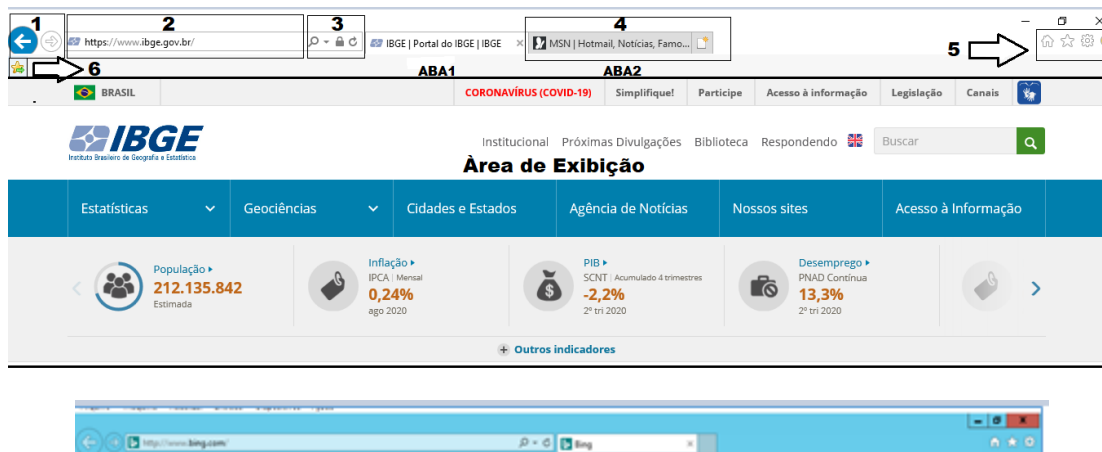 1 2 3 4
https://www.ibge.gov.br/ IBGE | Portal do IBGE | IBGE × MSN | Hotmail, Notícias, Famo...
5
6 ABA1 ABA2
BRASIL CORONAVÍRUS (COVID-19) Simplifique! Participe Acesso à informação Legislação Canais
IBGE
Instituto Brasileiro de Geografia e Estatística
Institucional Próximas Divulgações Biblioteca Respondendo Buscar
Àrea de Exibição
Estatísticas Geociências Cidades e Estados Agência de Notícias Nossos sites Acesso à Informação
População
212.135.842
Estimada
Inflação
IPCA | Mensal
0,24%
ago 2020
PIB
SCNT | Acumulado 4 trimestres
-2,2%
2º tri 2020
Desemprego
PNAD Contínua
13,3%
2º tri 2020
+ Outros indicadores
http://www.bing.com/ Bing ×